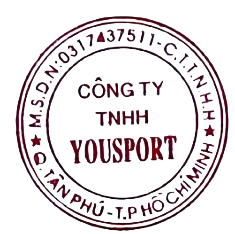 M.S.D.N:0317437511-C.T.T.N.H.H
CÔNG TY
TNHH
YOUSPORT
★ Q. TÂN PHÚ - T.P HỒ CHÍ MINH ★